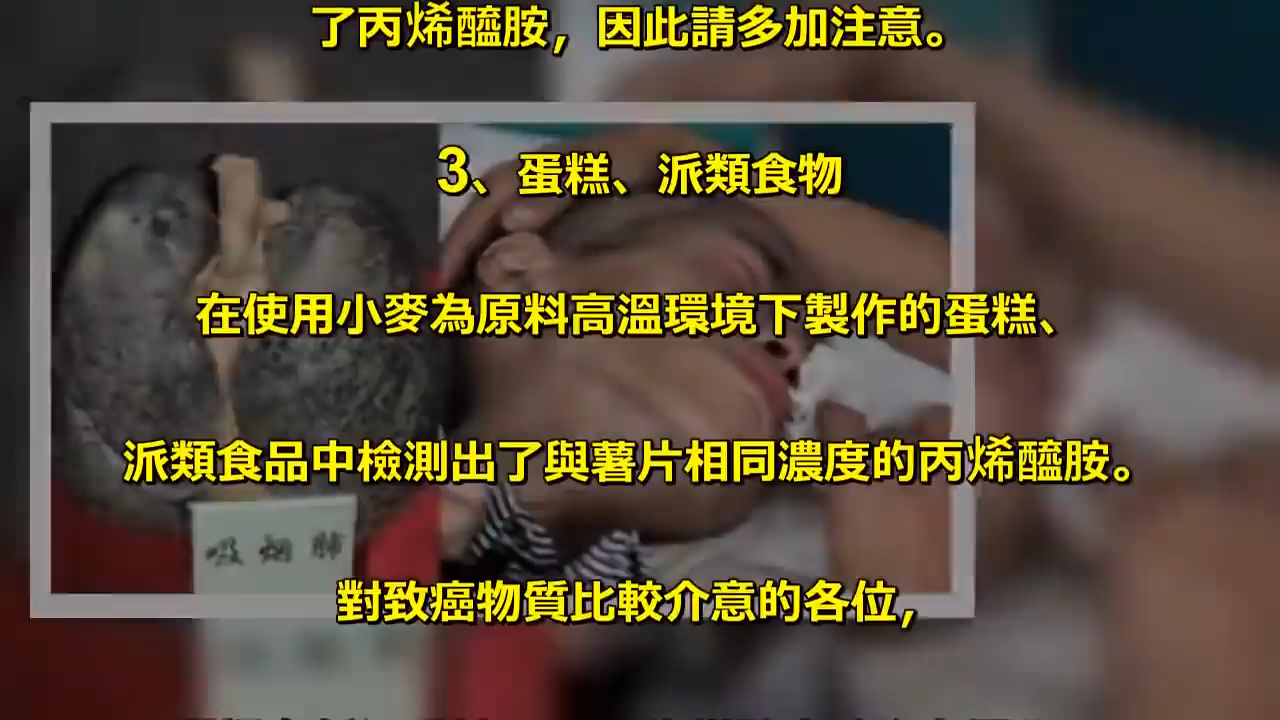 了丙烯醯胺，因此請多加注意。
3、蛋糕、派類食物
在使用小麥為原料高溫環境下製作的蛋糕、
派類食品中檢測出了與薯片相同濃度的丙烯醯胺。
吸烟肺
對致癌物質比較介意的各位，